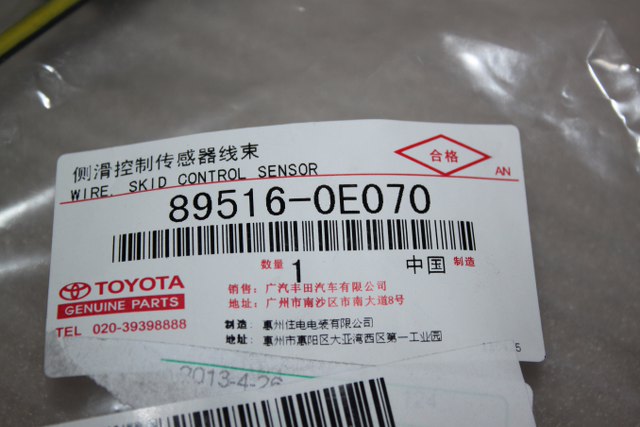 侧滑控制传感器线束
WIRE, SKID CONTROL SENSOR
合格
AN
89516-0E070
数量 1 中国 制造
TOYOTA
GENUINE PARTS
TEL 020-39398888
销售: 广汽丰田汽车有限公司
地址: 广州市南沙区市南大道8号
制造: 惠州住电电装有限公司
地址: 惠州市惠阳区大亚湾西区第一工业园
2013-4-26